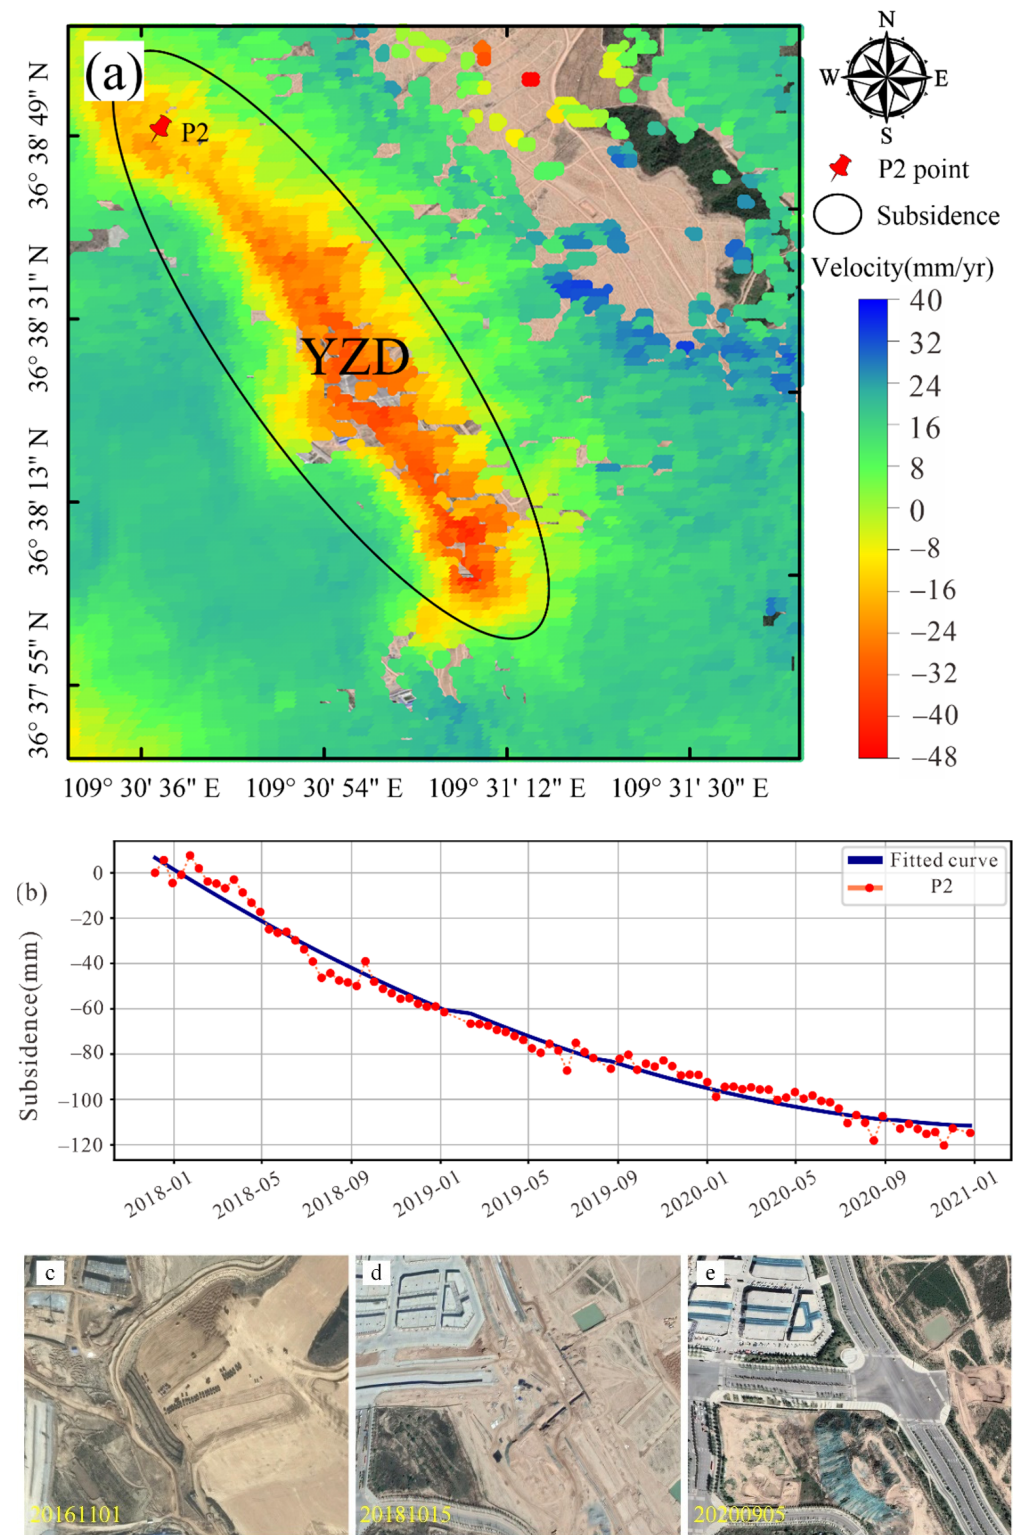 (a)
P2
YZD
36° 38' 49" N
36° 38' 31" N
36° 38' 13" N
36° 37' 55" N
109° 30' 36" E 109° 30' 54" E 109° 31' 12" E 109° 31' 30" E
N
W E
S
P2 point
Subsidence
Velocity(mm/yr)
40
32
24
16
8
0
−8
−16
−24
−32
−40
−48
(b)
Subsidence(mm)
0
−20
−40
−60
−80
−100
−120
Fitted curve
P2
2018-01 2018-05 2018-09 2019-01 2019-05 2019-09 2020-01 2020-05 2020-09 2021-01
c
20161101
d
20181015
e
20200905